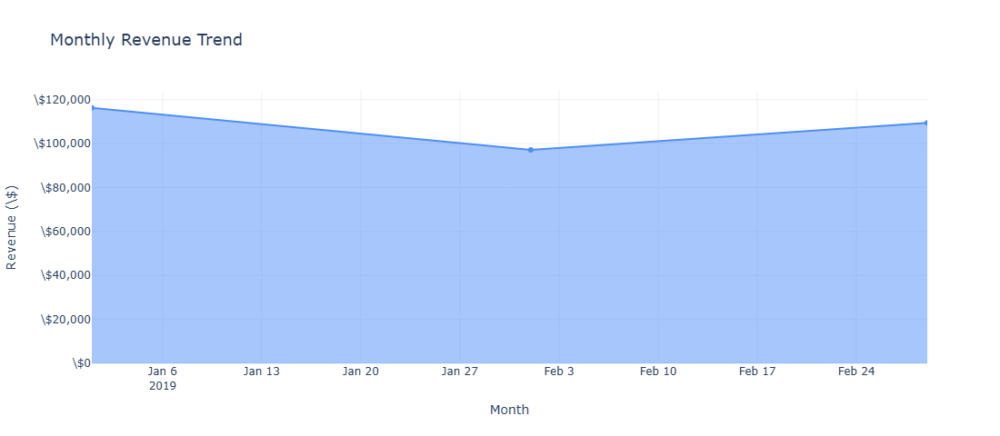 Monthly Revenue Trend
\$120,000
\$100,000
\$80,000
\$60,000
\$40,000
\$20,000
\$0
Revenue (\$)
Jan 6 Jan 13 Jan 20 Jan 27 Feb 3 Feb 10 Feb 17 Feb 24
2019
Month